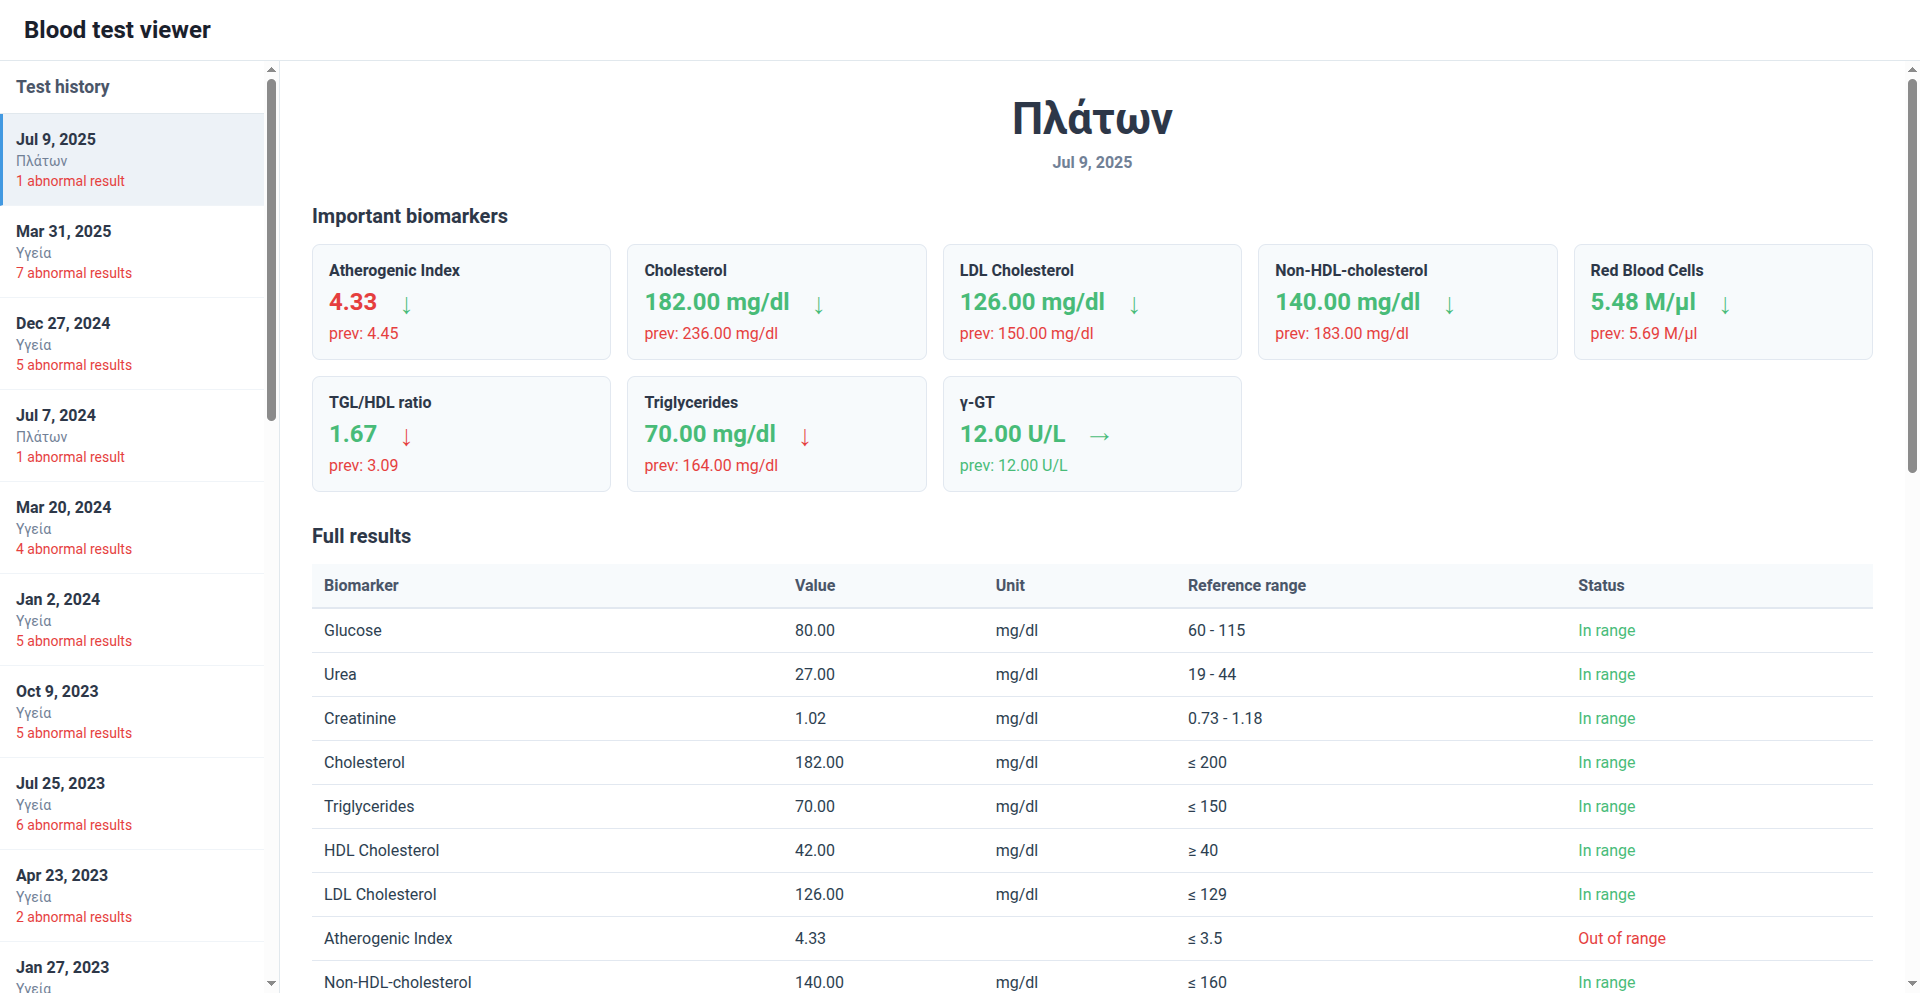 Blood test viewer
Test history
Jul 9, 2025
Πλάτων
1 abnormal result
Mar 31, 2025
Υγεία
7 abnormal results
Dec 27, 2024
Υγεία
5 abnormal results
Jul 7, 2024
Πλάτων
1 abnormal result
Mar 20, 2024
Υγεία
4 abnormal results
Jan 2, 2024
Υγεία
5 abnormal results
Oct 9, 2023
Υγεία
5 abnormal results
Jul 25, 2023
Υγεία
6 abnormal results
Apr 23, 2023
Υγεία
2 abnormal results
Jan 27, 2023
Υγεία
Πλάτων
Jul 9, 2025
Important biomarkers
Atherogenic Index
4.33 ↓
prev: 4.45
Cholesterol
182.00 mg/dl ↓
prev: 236.00 mg/dl
LDL Cholesterol
126.00 mg/dl ↓
prev: 150.00 mg/dl
Non-HDL-cholesterol
140.00 mg/dl ↓
prev: 183.00 mg/dl
Red Blood Cells
5.48 M/μl ↓
prev: 5.69 M/μl
TGL/HDL ratio
1.67 ↓
prev: 3.09
Triglycerides
70.00 mg/dl ↓
prev: 164.00 mg/dl
γ-GT
12.00 U/L →
prev: 12.00 U/L
Full results
Biomarker Value Unit Reference range Status
Glucose 80.00 mg/dl 60 - 115 In range
Urea 27.00 mg/dl 19 - 44 In range
Creatinine 1.02 mg/dl 0.73 - 1.18 In range
Cholesterol 182.00 mg/dl ≤ 200 In range
Triglycerides 70.00 mg/dl ≤ 150 In range
HDL Cholesterol 42.00 mg/dl ≥ 40 In range
LDL Cholesterol 126.00 mg/dl ≤ 129 In range
Atherogenic Index 4.33 ≤ 3.5 Out of range
Non-HDL-cholesterol 140.00 mg/dl ≤ 160 In range